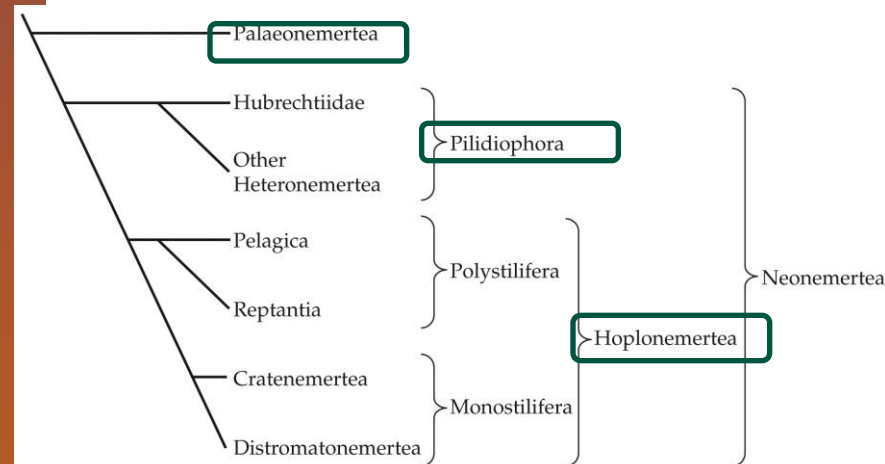 Palaeonemertea
Hubrechtiidae
Pilidiophora
Other
Heteronemertea
Pelagica
Polystilifera
Neonemertea
Reptantia
Hoplonemertea
Cratenemertea
Monostilifera
Distromatonemertea